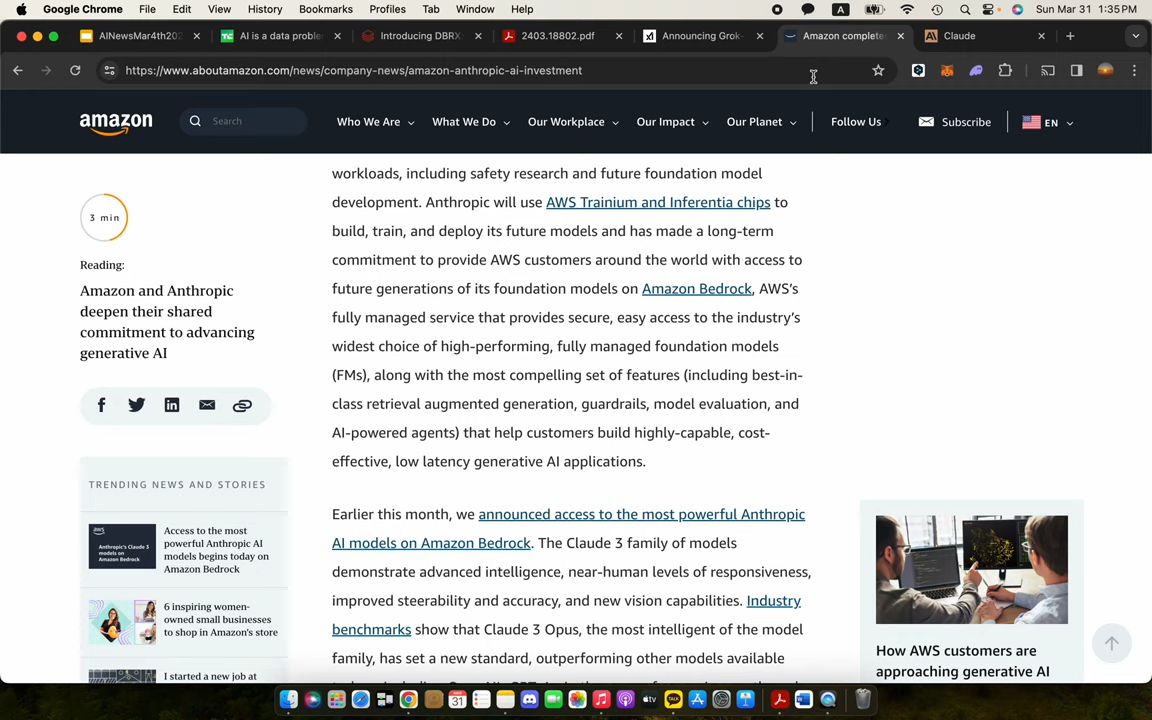 Google Chrome File Edit View History Bookmarks Profiles Tab Window Help A Sun Mar 31 1:35 PM
AINewsMar4th202 AI is a data proble Introducing DBRX: 2403.18802.pdf Announcing Grok- Amazon complete Claude
https://www.aboutamazon.com/news/company-news/amazon-anthropic-ai-investment
amazon Search Who We Are What We Do Our Workplace Our Impact Our Planet Follow Us Subscribe EN
3 min
Reading:
Amazon and Anthropic
deepen their shared
commitment to advancing
generative AI
TRENDING NEWS AND STORIES
aws
Anthropic's Claude 3
models on
Amazon Bedrock
Access to the most
powerful Anthropic AI
models begins today on
Amazon Bedrock
6 inspiring women-
owned small businesses
to shop in Amazon's store
I started a new job at
workloads, including safety research and future foundation model
development. Anthropic will use AWS Trainium and Inferentia chips to
build, train, and deploy its future models and has made a long-term
commitment to provide AWS customers around the world with access to
future generations of its foundation models on Amazon Bedrock, AWS's
fully managed service that provides secure, easy access to the industry's
widest choice of high-performing, fully managed foundation models
(FMs), along with the most compelling set of features (including best-in-
class retrieval augmented generation, guardrails, model evaluation, and
AI-powered agents) that help customers build highly-capable, cost-
effective, low latency generative AI applications.
Earlier this month, we announced access to the most powerful Anthropic
AI models on Amazon Bedrock. The Claude 3 family of models
demonstrate advanced intelligence, near-human levels of responsiveness,
improved steerability and accuracy, and new vision capabilities. Industry
benchmarks show that Claude 3 Opus, the most intelligent of the model
family, has set a new standard, outperforming other models available
How AWS customers are
approaching generative AI